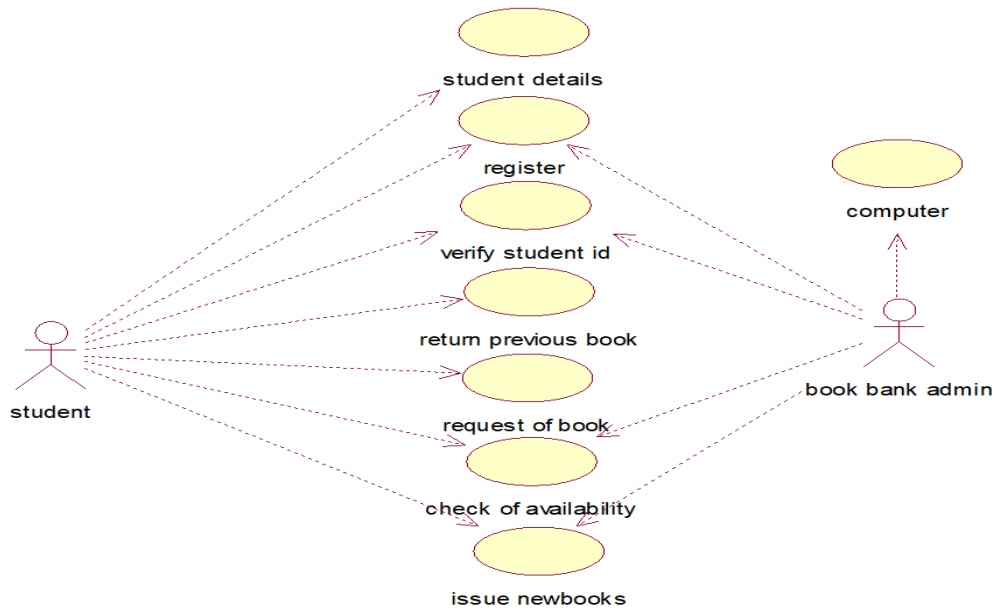 student details
register
computer
verify student id
return previous book
book bank admin
student
request of book
check of availability
issue newbooks